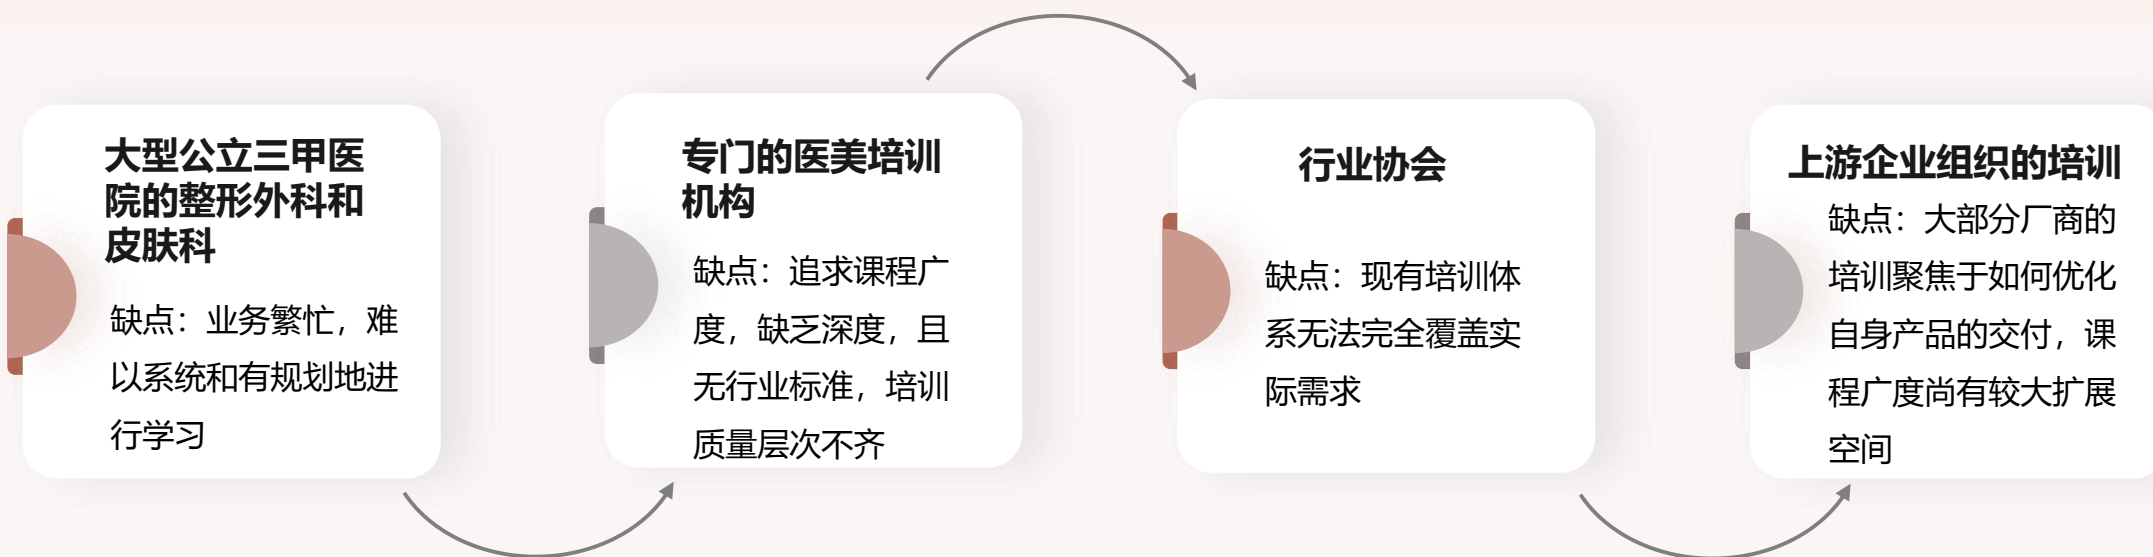 大型公立三甲医
院的整形外科和
皮肤科
缺点：业务繁忙，难
以系统和有规划地进
行学习
专门的医美培训
机构
缺点：追求课程广
度，缺乏深度，且
无行业标准，培训
质量层次不齐
行业协会
缺点：现有培训体
系无法完全覆盖实
际需求
上游企业组织的培训
缺点：大部分厂商的
培训聚焦于如何优化
自身产品的交付，课
程广度尚有较大扩展
空间